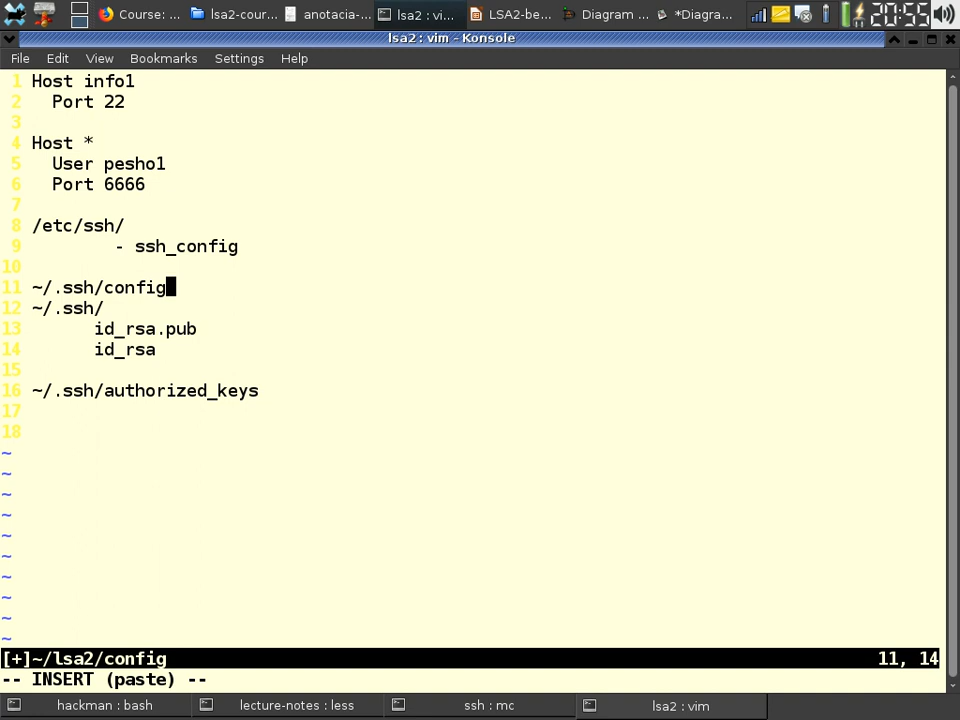 Course: ...
lsa2-cour...
anotacia-...
lsa2 : vi...
LSA2-be...
Diagram ...
*Diagra...
20:55
lsa2 : vim - Konsole
File Edit View Bookmarks Settings Help
1 Host info1
2 Port 22
3
4 Host *
5 User pesho1
6 Port 6666
7
8 /etc/ssh/
9 - ssh_config
10
11 ~/.ssh/config
12 ~/.ssh/
13 id_rsa.pub
14 id_rsa
15
16 ~/.ssh/authorized_keys
17
18
~
~
~
~
~
~
~
~
~
~
[+]~/lsa2/config 11, 14
-- INSERT (paste) --
hackman : bash
lecture-notes : less
ssh : mc
lsa2 : vim